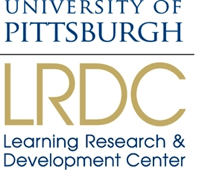 UNIVERSITY OF
PITTSBURGH
LRDC
Learning Research &
Development Center